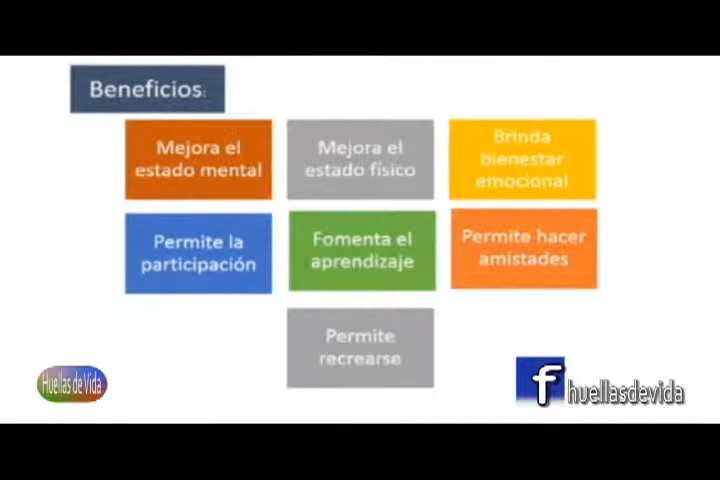 Beneficios:
Mejora el
estado mental
Mejora el
estado físico
Brinda
bienestar
emocional
Permite la
participación
Fomenta el
aprendizaje
Permite hacer
amistades
Permite
recrearse
Huellas de Vida
f huellasdevida